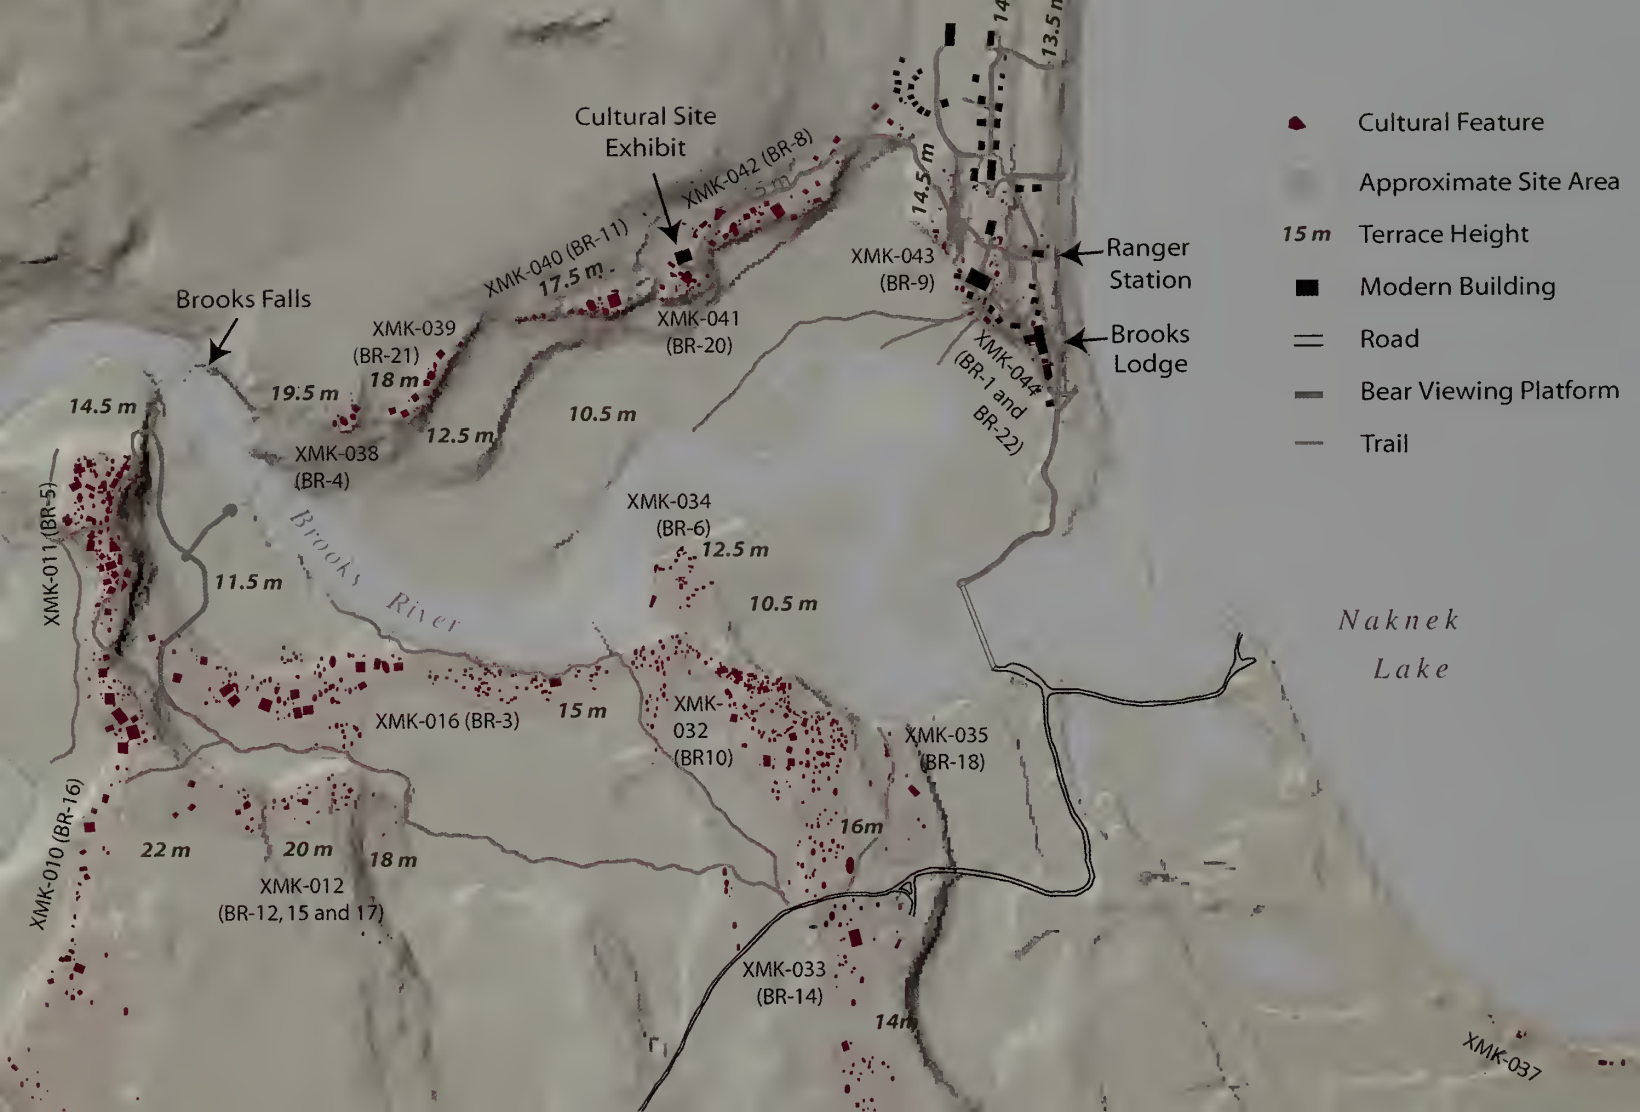 14
13.5 m
Cultural Site
Exhibit
XMK-042 (BR-8)
5 m
14.5 m
XMK-040 (BR-11)
17.5 m
XMK-043
(BR-9)
Ranger
Station
Brooks
Lodge
XMK-044
(BR-1 and
BR-22)
Brooks Falls
XMK-039
(BR-21)
18 m
XMK-041
(BR-20)
19.5 m
14.5 m
12.5 m
10.5 m
XMK-038
(BR-4)
XMK-011 (BR-5)
XMK-034
(BR-6)
12.5 m
Brooks River
11.5 m
10.5 m
XMK-016 (BR-3)
15 m
XMK-
032
(BR10)
XMK-035
(BR-18)
XMK-010 (BR-16)
22 m
20 m
18 m
16m
XMK-012
(BR-12, 15 and 17)
XMK-033
(BR-14)
14m
XMK-037
Naknek
Lake
Cultural Feature
Approximate Site Area
15 m Terrace Height
Modern Building
Road
Bear Viewing Platform
Trail